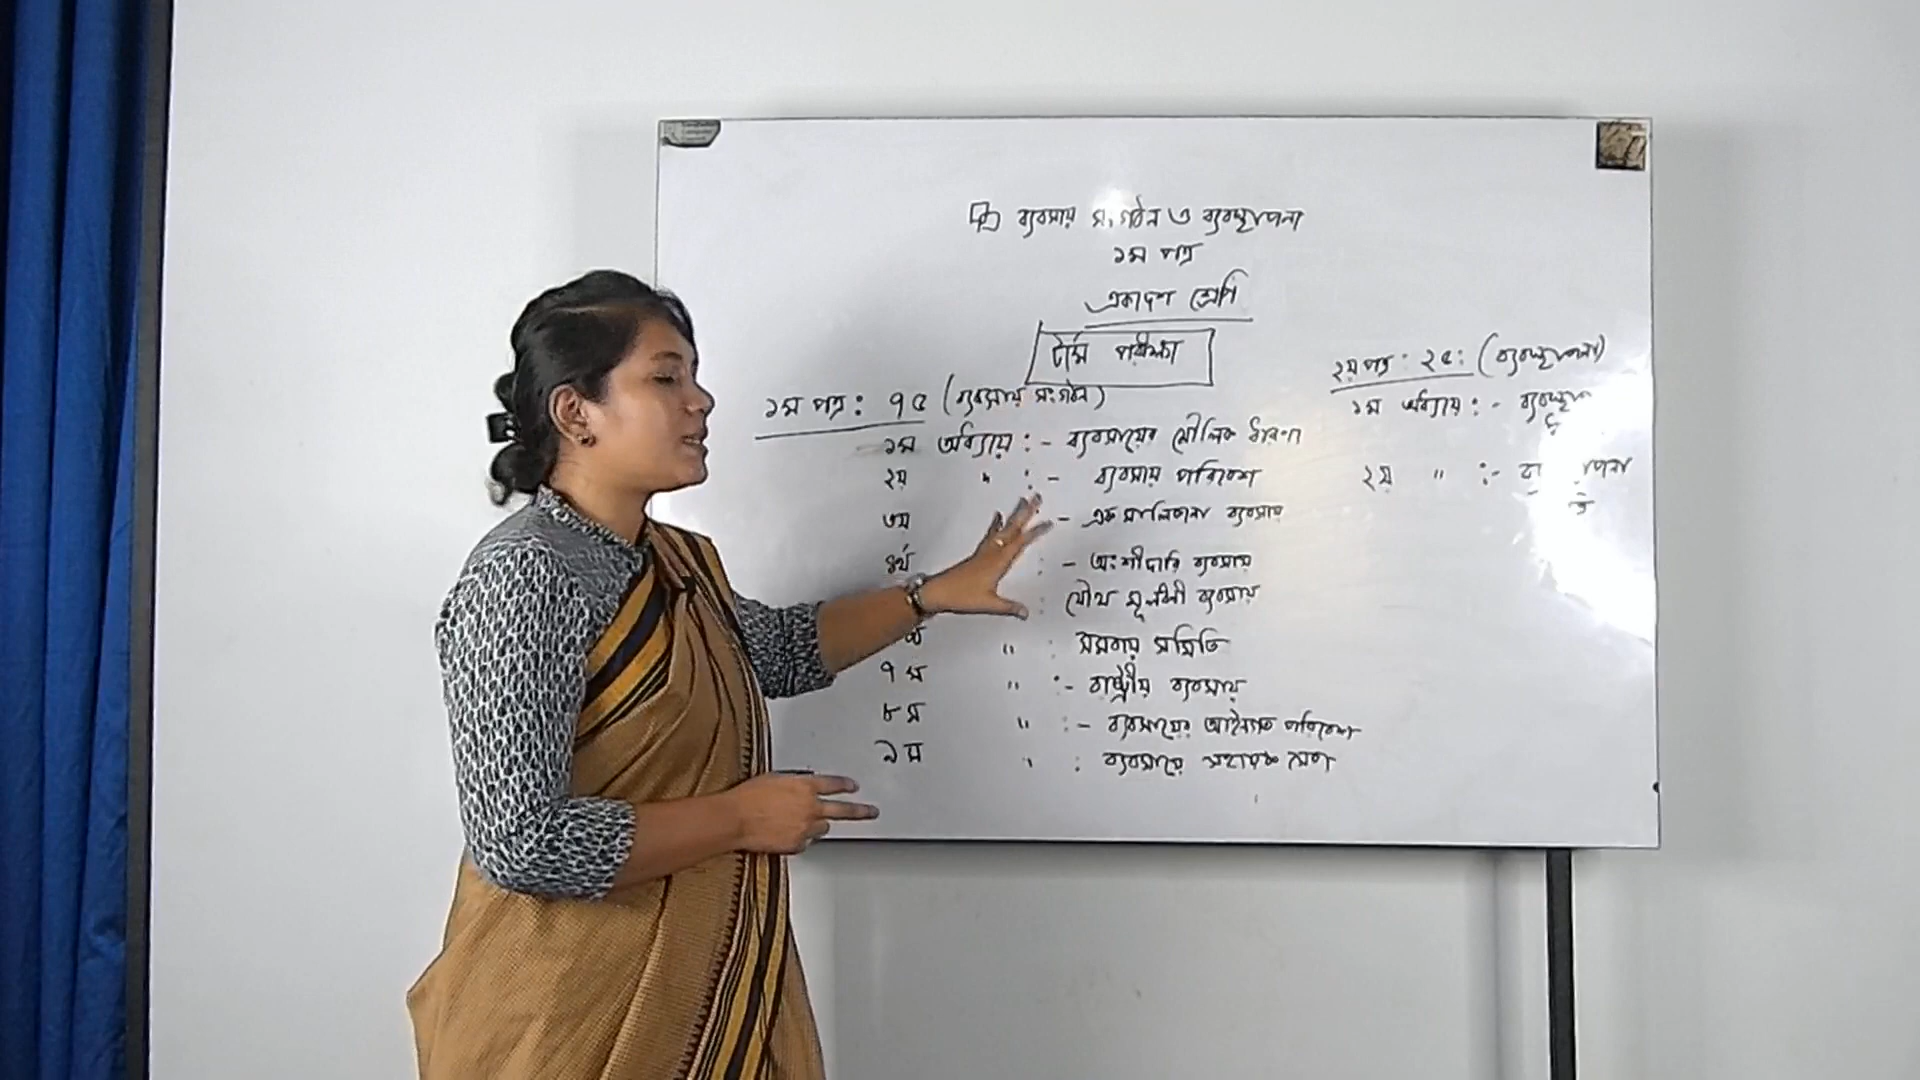 ব্যবসায় সংগঠন ও ব্যবস্থাপনা
১ম পত্র
একাদশ শ্রেণি
টার্ম পরীক্ষা
১ম পত্র : ৭৫ (ব্যবসায় সংগঠন)
১ম অধ্যায় :- ব্যবসায়ের মৌলিক ধারণা
২য় " :- ব্যবসায় পরিবেশ
৩য় :- একমালিকানা ব্যবসায়
৪র্থ :- অংশীদারি ব্যবসায়
: যৌথ মূলধনী ব্যবসায়
" : সমবায় সমিতি
৭ম " :- রাষ্ট্রীয় ব্যবসায়
৮ম " :- ব্যবসায়ের আইনগত পরিবেশ
৯ম " : ব্যবসায়ে সহায়ক সেবা
২য় পত্র : ২৫ : (ব্যবস্থাপনা)
১ম অধ্যায় :-
২য় " :-